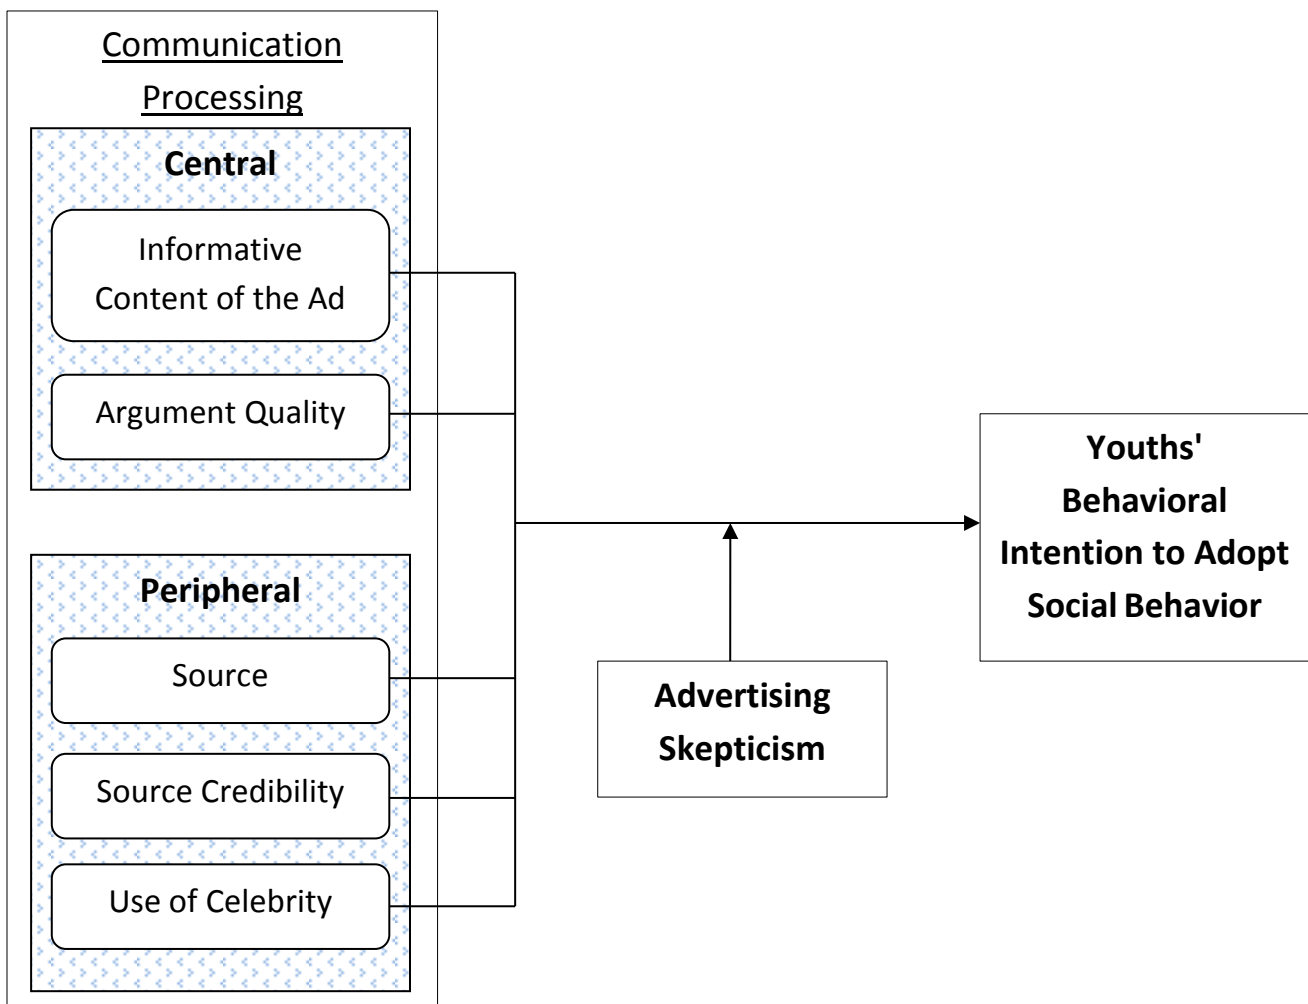 Communication
Processing
Central
Informative
Content of the Ad
Argument Quality
Peripheral
Source
Source Credibility
Use of Celebrity
Advertising
Skepticism
Youths'
Behavioral
Intention to Adopt
Social Behavior